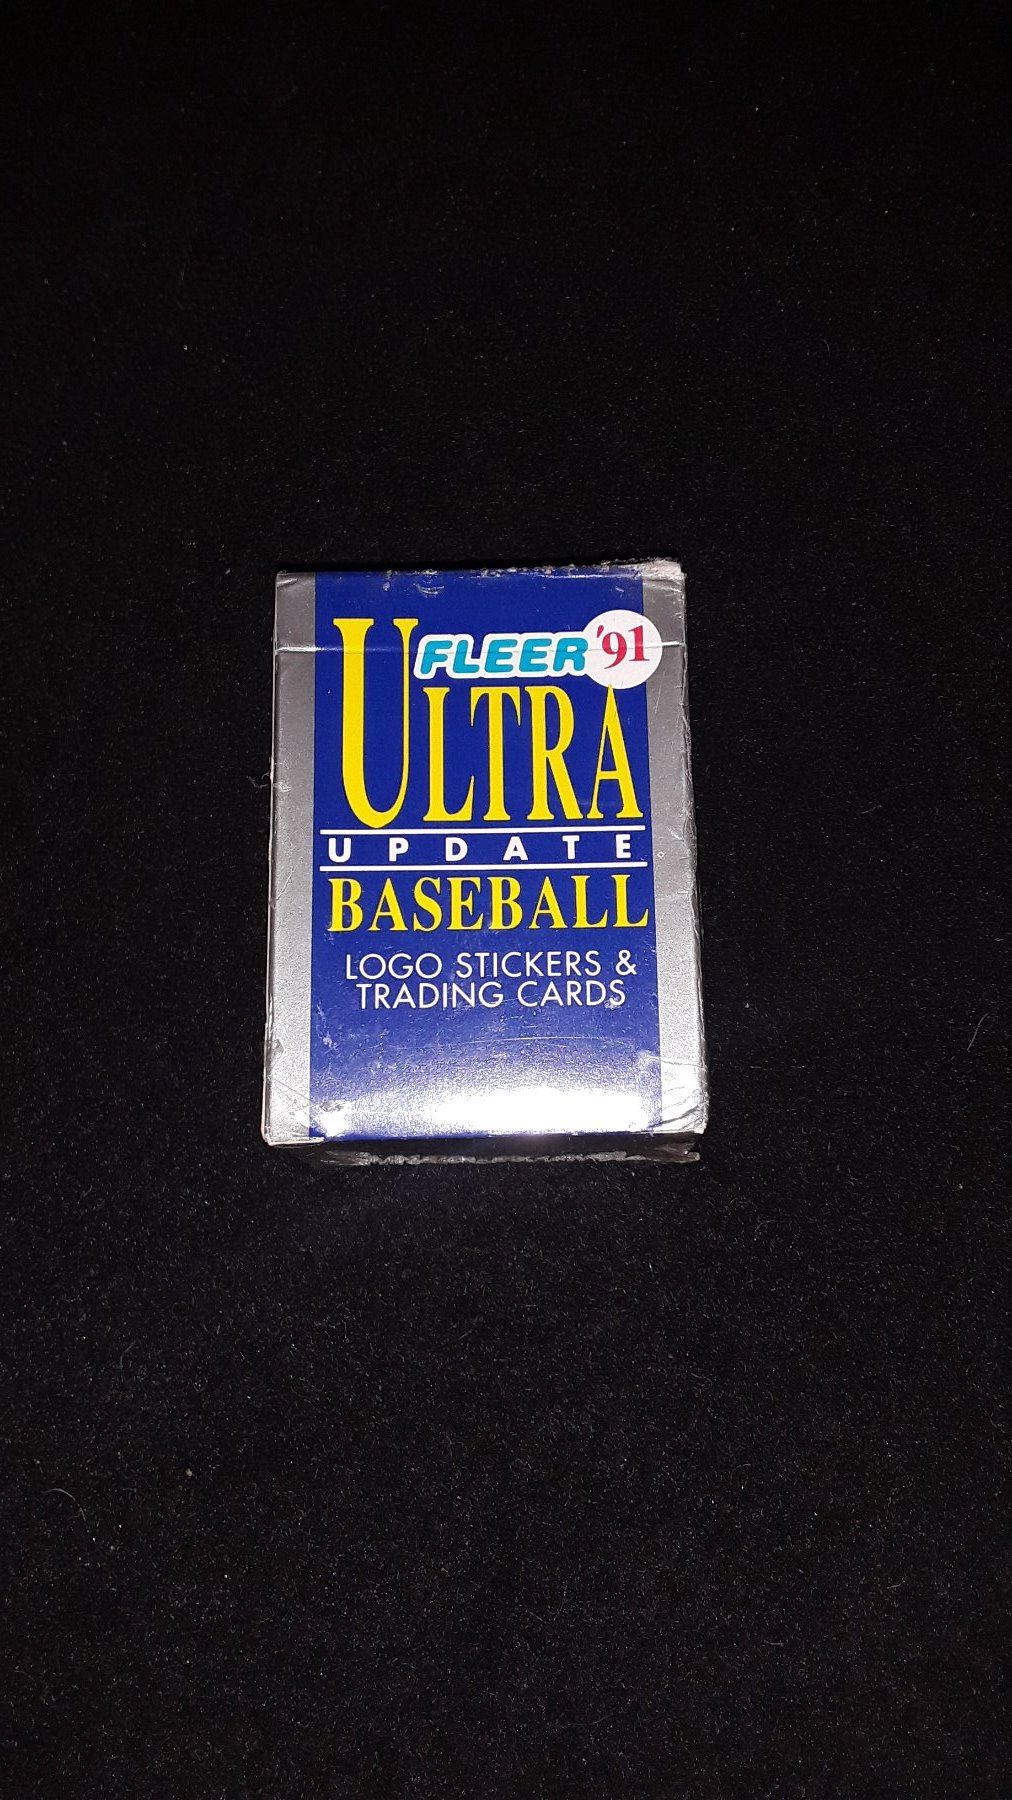 FLEER '91
ULTRA
UPDATE
BASEBALL
LOGO STICKERS &
TRADING CARDS